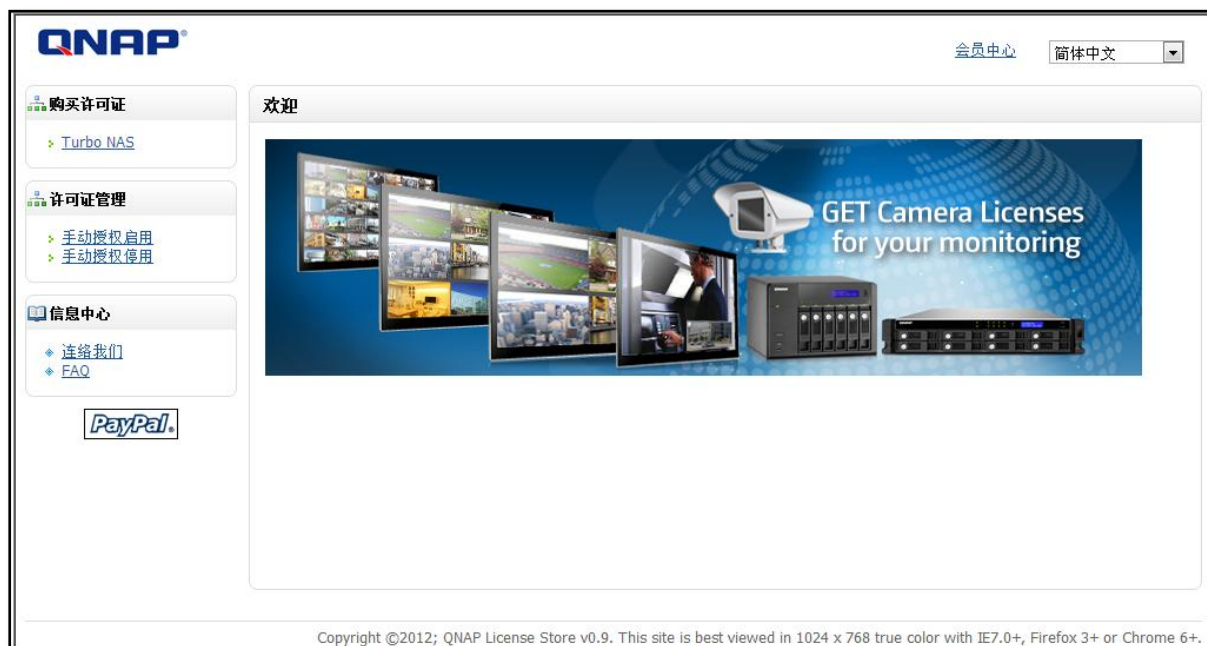 QNAP
会员中心
简体中文
购买许可证
Turbo NAS
许可证管理
手动授权启用
手动授权停用
信息中心
连络我们
FAQ
PayPal
欢迎
GET Camera Licenses
for your monitoring
Copyright ©2012; QNAP License Store v0.9. This site is best viewed in 1024 x 768 true color with IE7.0+, Firefox 3+ or Chrome 6+.